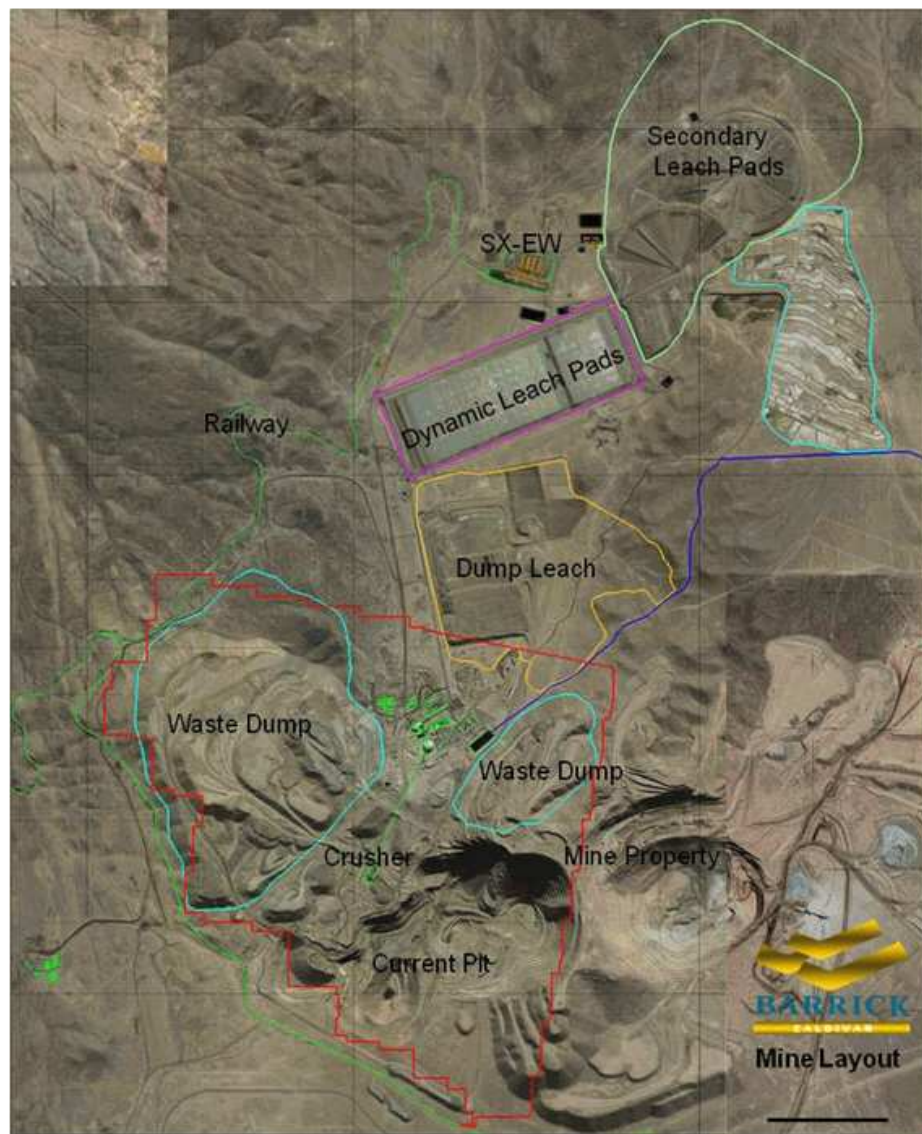 Secondary
Leach Pads
SX-EW
Dynamic Leach Pads
Railway
Dump Leach
Waste Dump
Waste Dump
Crusher
Mine Property
Current Pit
BARRICK
ZALDIVAR
Mine Layout